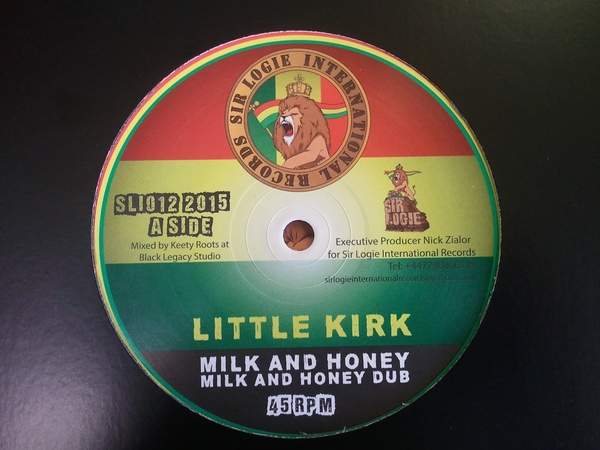 SIR LOGIE INTERNATIONAL RECORDS
SLI012 2015
A SIDE
Mixed by Keety Roots at
Black Legacy Studio
SIR
LOGIE
Executive Producer Nick Zialor
for Sir Logie International Records
Tel:
LITTLE KIRK
MILK AND HONEY
MILK AND HONEY DUB
45 RPM